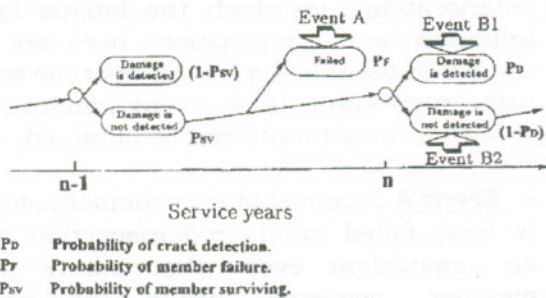 Event A
Event B1
Damage is detected
(1-PSV)
Failed
PF
Damage is detected
PD
Damage is not detected
PSV
Damage is not detected
(1-PD)
Event B2
n-1
n
Service years
PD Probability of crack detection.
PF Probability of member failure.
PSV Probability of member surviving.